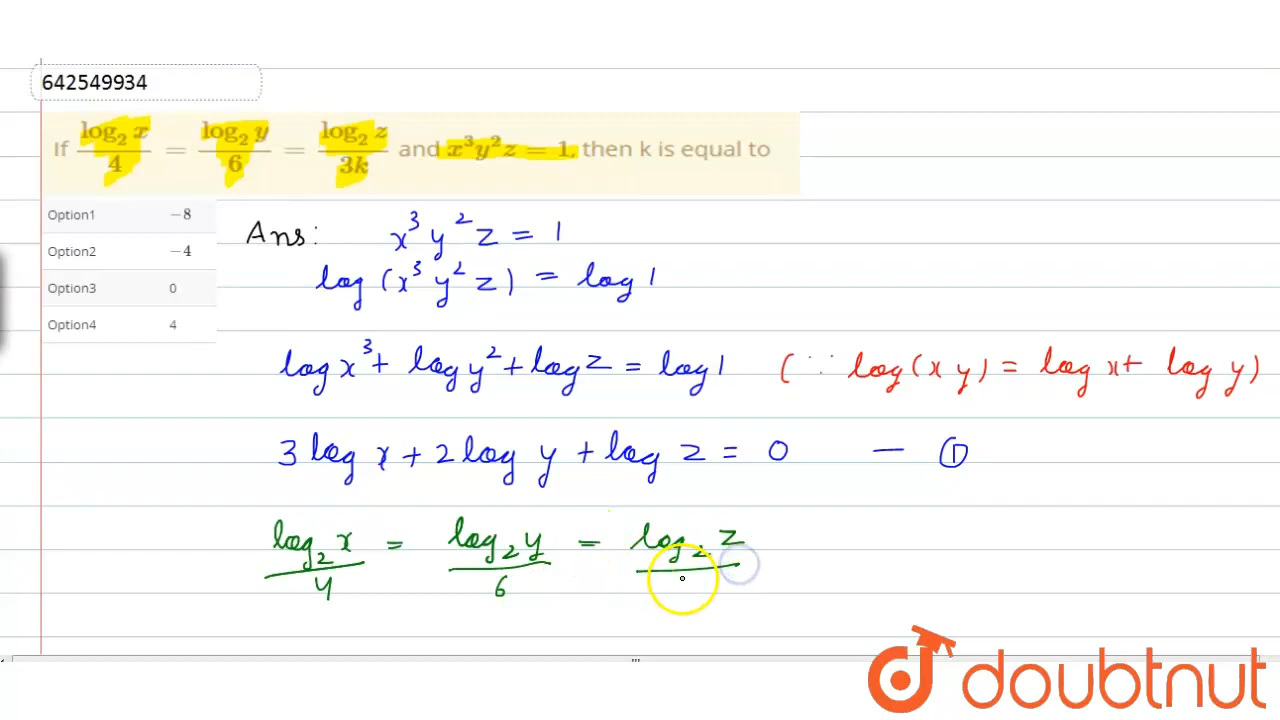 642549934
If log₂ x / 4 = log₂ y / 6 = log₂ z / 3k and x³y²z = 1, then k is equal to
Option1 −8
Option2 −4
Option3 0
Option4 4
Ans: x³ y² z = 1
log (x³ y² z) = log 1
log x³ + log y² + log z = log 1 (∵ log (x y) = log x + log y)
3 log x + 2 log y + log z = 0 — ①
log₂ x / 4 = log₂ y / 6 = log₂ z
doubtnut